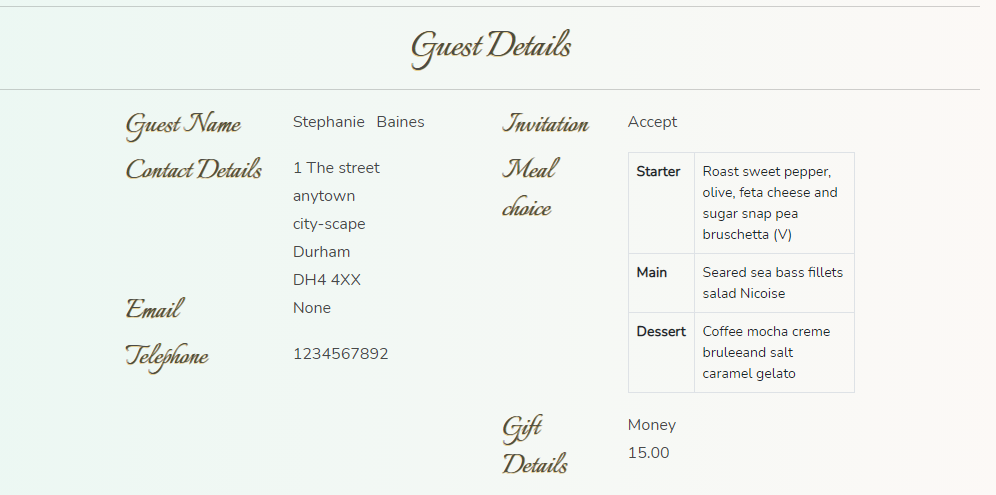 Guest Details
Guest Name
Stephanie Baines
Contact Details
1 The street
anytown
city-scape
Durham
DH4 4XX
Email
None
Telephone
1234567892
Invitation
Accept
Meal
choice
Starter
Roast sweet pepper,
olive, feta cheese and
sugar snap pea
bruschetta (V)
Main
Seared sea bass fillets
salad Nicoise
Dessert
Coffee mocha creme
bruleeand salt
caramel gelato
Gift
Details
Money
15.00